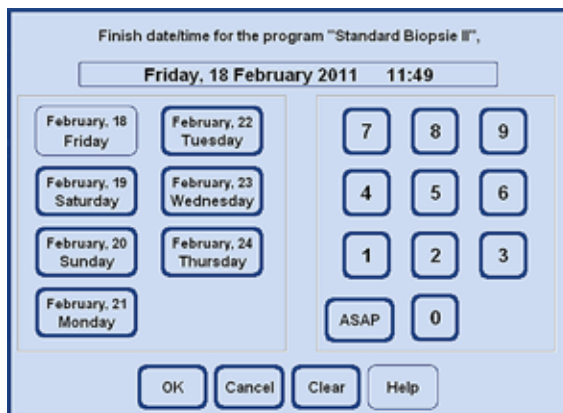 Finish date/time for the program "Standard Biopsie II",
Friday, 18 February 2011 11:49
February, 18
Friday
February, 22
Tuesday
February, 19
Saturday
February, 23
Wednesday
February, 20
Sunday
February, 24
Thursday
February, 21
Monday
7 8 9
4 5 6
1 2 3
ASAP 0
OK Cancel Clear Help